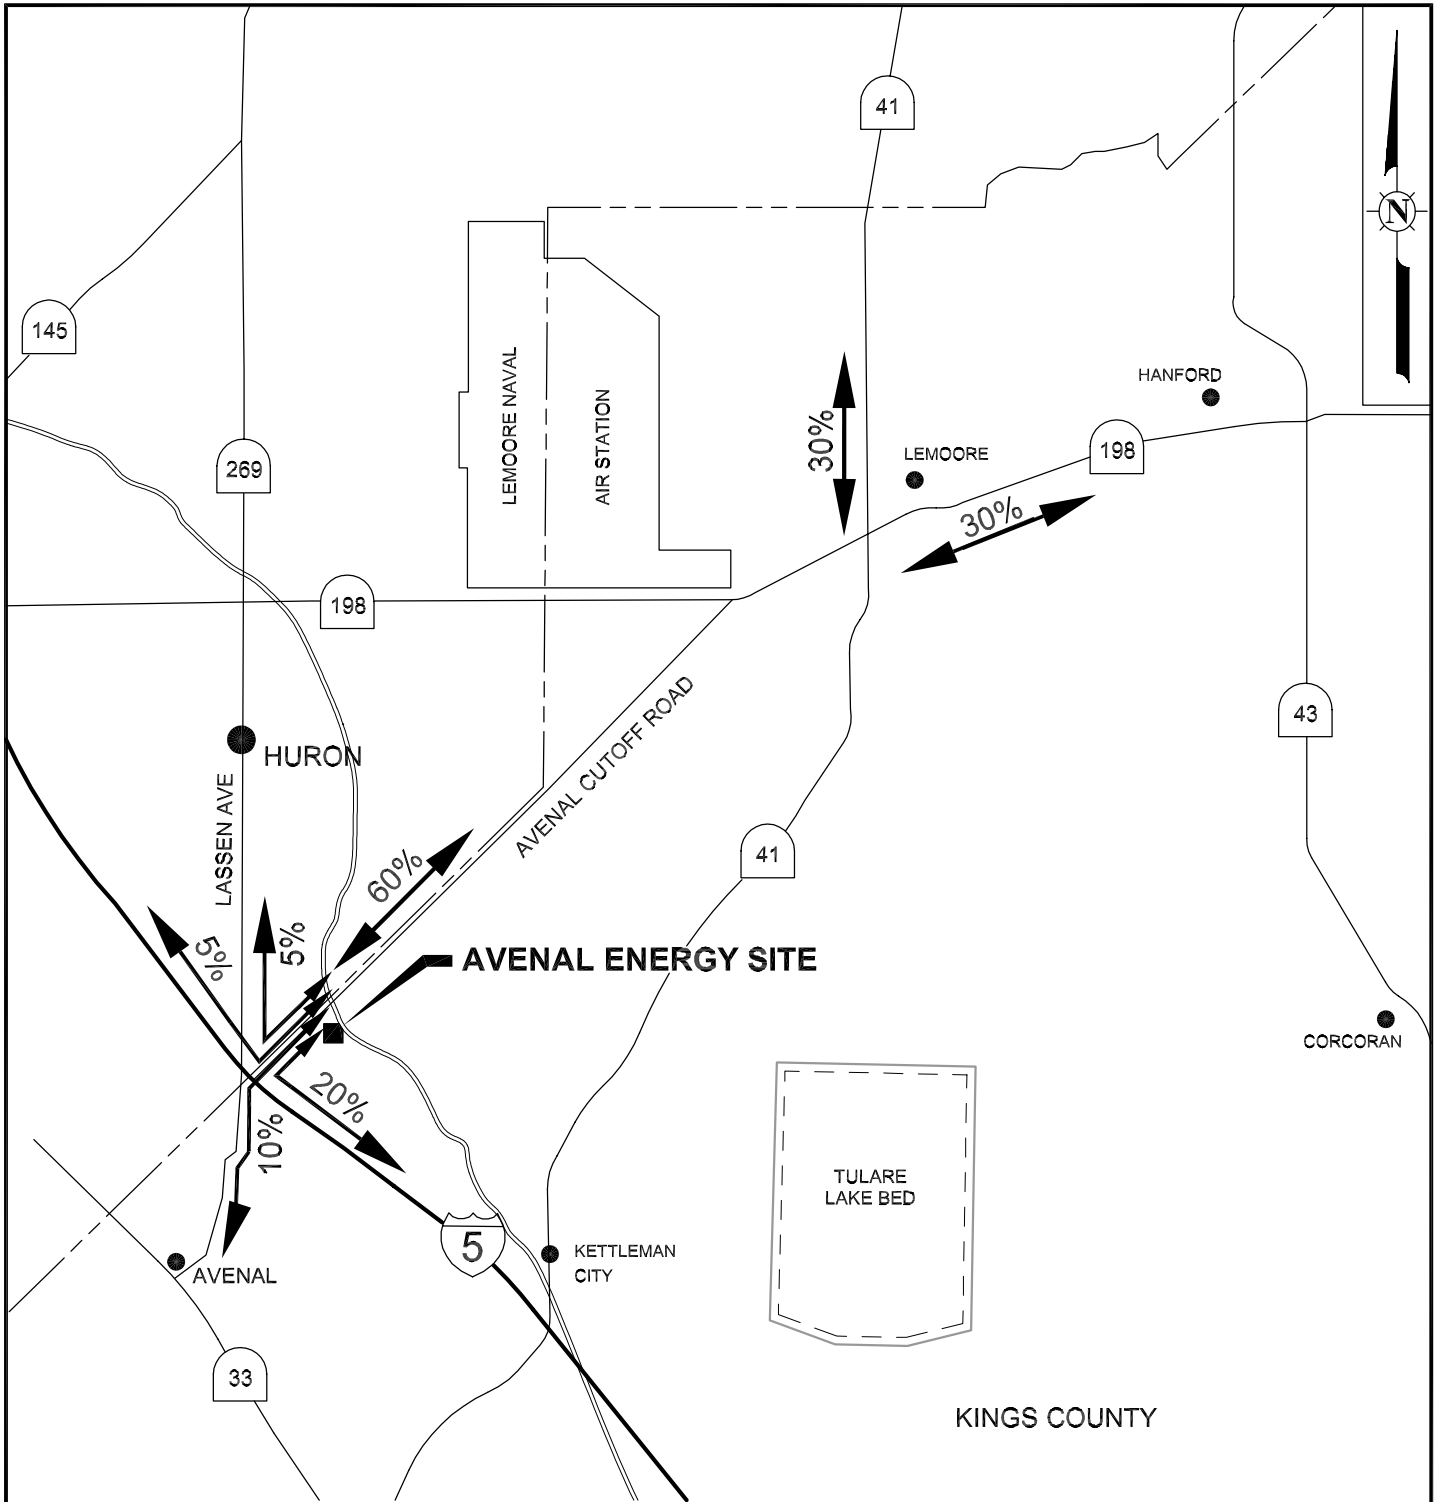 41
N
145
HANFORD
LEMOORE NAVAL
AIR STATION
30%
LEMOORE
198
269
30%
198
AVENAL CUTOFF ROAD
43
HURON
LASSEN AVE
41
60%
5%
5%
AVENAL ENERGY SITE
CORCORAN
20%
10%
TULARE
LAKE BED
5
KETTLEMAN
CITY
AVENAL
33
KINGS COUNTY